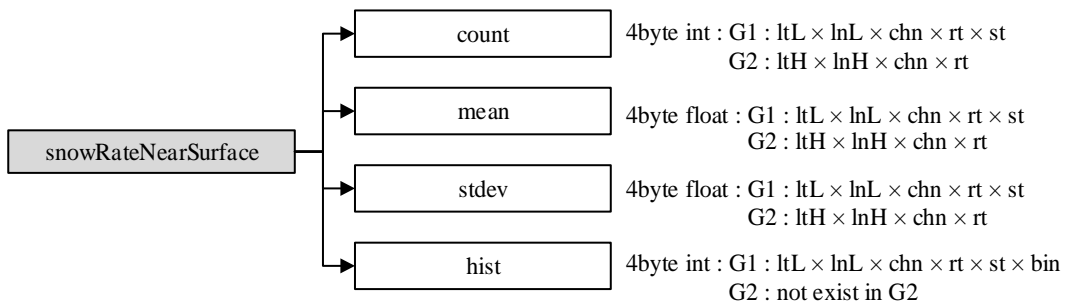 count
4byte int : G1 : ltL × lnL × chn × rt × st
G2 : ltH × lnH × chn × rt
mean
4byte float : G1 : ltL × lnL × chn × rt × st
G2 : ltH × lnH × chn × rt
snowRateNearSurface
stdev
4byte float : G1 : ltL × lnL × chn × rt × st
G2 : ltH × lnH × chn × rt
hist
4byte int : G1 : ltL × lnL × chn × rt × st × bin
G2 : not exist in G2